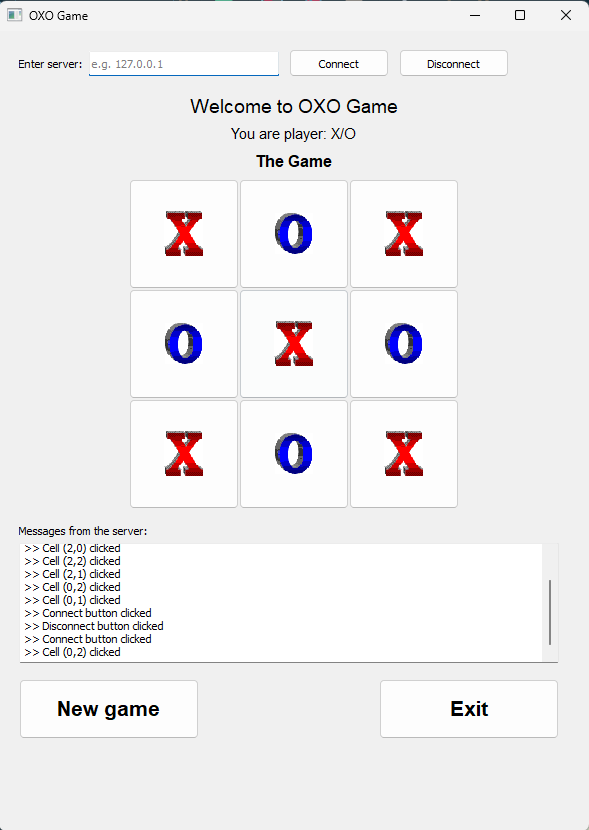 OXO Game
Enter server: e.g. 127.0.0.1 Connect Disconnect
Welcome to OXO Game
You are player: X/O
The Game
X O X
O X O
X O X
Messages from the server:
>> Cell (2,0) clicked
>> Cell (2,2) clicked
>> Cell (2,1) clicked
>> Cell (0,2) clicked
>> Cell (0,1) clicked
>> Connect button clicked
>> Disconnect button clicked
>> Connect button clicked
>> Cell (0,2) clicked
New game Exit